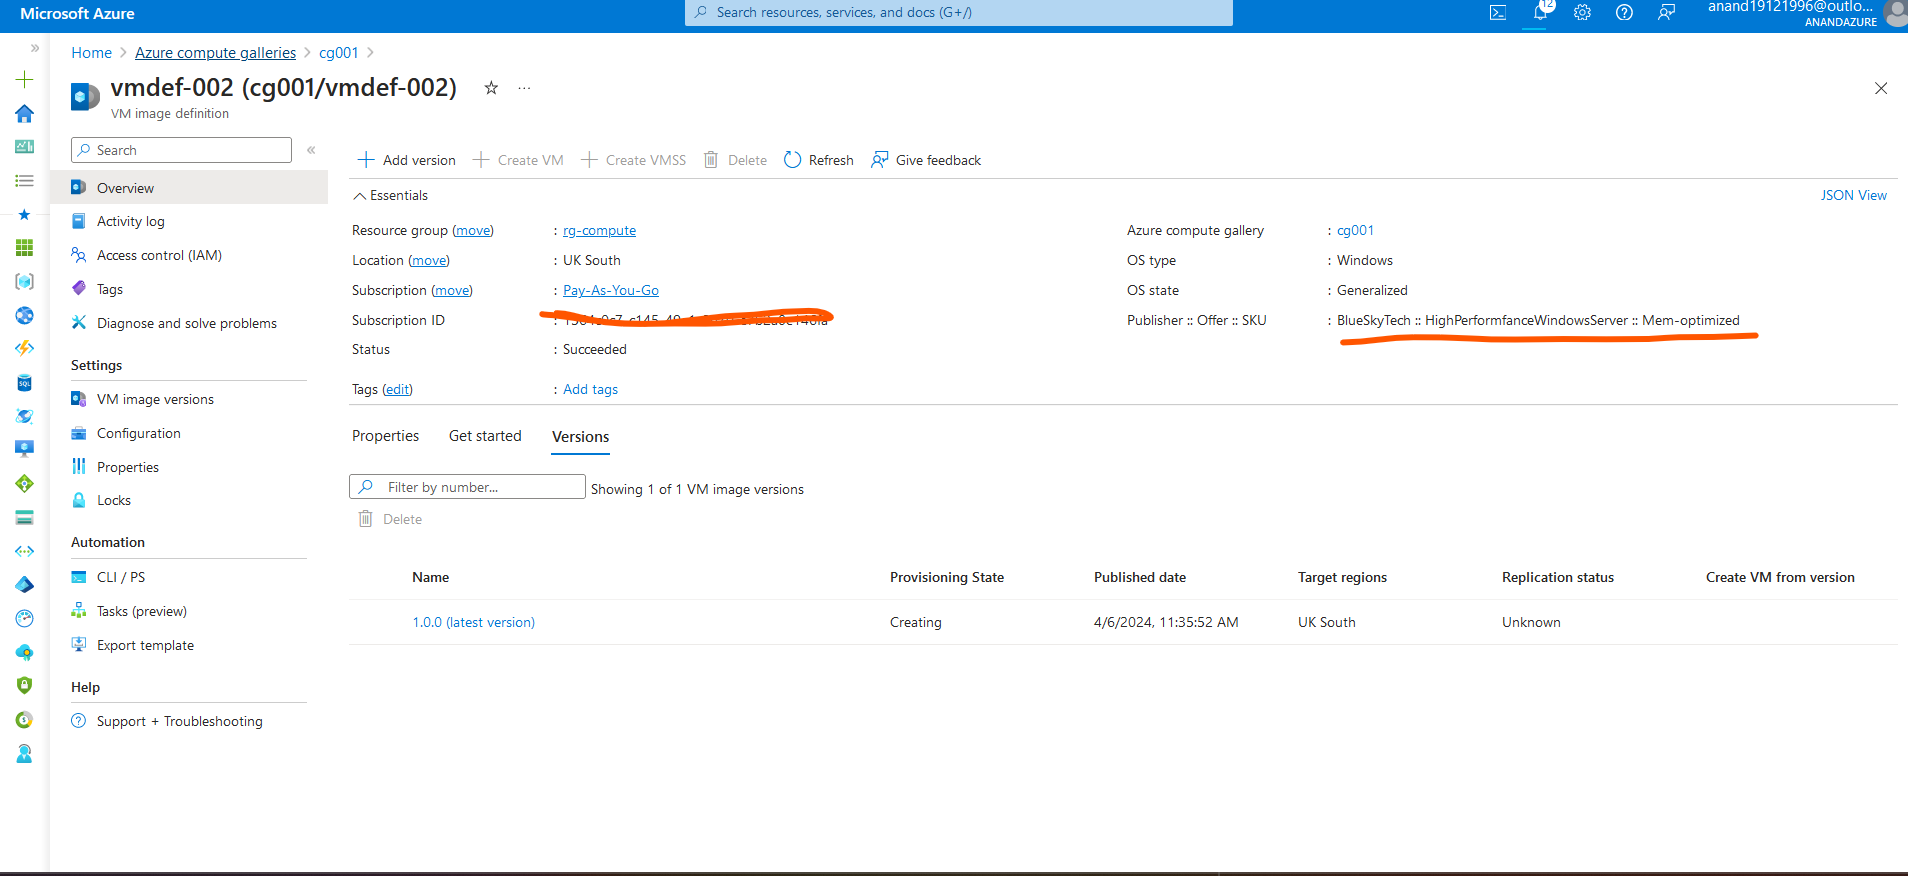 Microsoft Azure
Search resources, services, and docs (G+/)
12
anand19121996@outlo...
ANANDAZURE
Home > Azure compute galleries > cg001 >
vmdef-002 (cg001/vmdef-002)
VM image definition
Search
Overview
Activity log
Access control (IAM)
Tags
Diagnose and solve problems
Settings
VM image versions
Configuration
Properties
Locks
Automation
CLI / PS
Tasks (preview)
Export template
Help
Support + Troubleshooting
Add version
Create VM
Create VMSS
Delete
Refresh
Give feedback
Essentials
JSON View
Resource group (move) : rg-compute
Location (move) : UK South
Subscription (move) : Pay-As-You-Go
Subscription ID :
Status : Succeeded
Tags (edit) : Add tags
Azure compute gallery : cg001
OS type : Windows
OS state : Generalized
Publisher :: Offer :: SKU : BlueSkyTech :: HighPerformfanceWindowsServer :: Mem-optimized
Properties
Get started
Versions
Filter by number...
Showing 1 of 1 VM image versions
Delete
Name Provisioning State Published date Target regions Replication status Create VM from version
1.0.0 (latest version) Creating 4/6/2024, 11:35:52 AM UK South Unknown